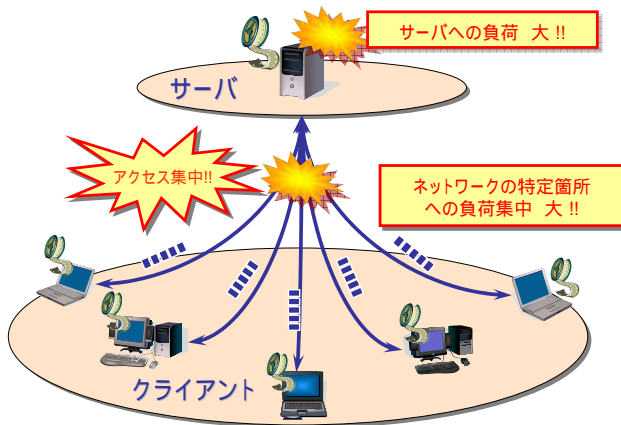 サーバへの負荷 大 !!
サーバ
アクセス集中!!
ネットワークの特定箇所
への負荷集中 大 !!
クライアント